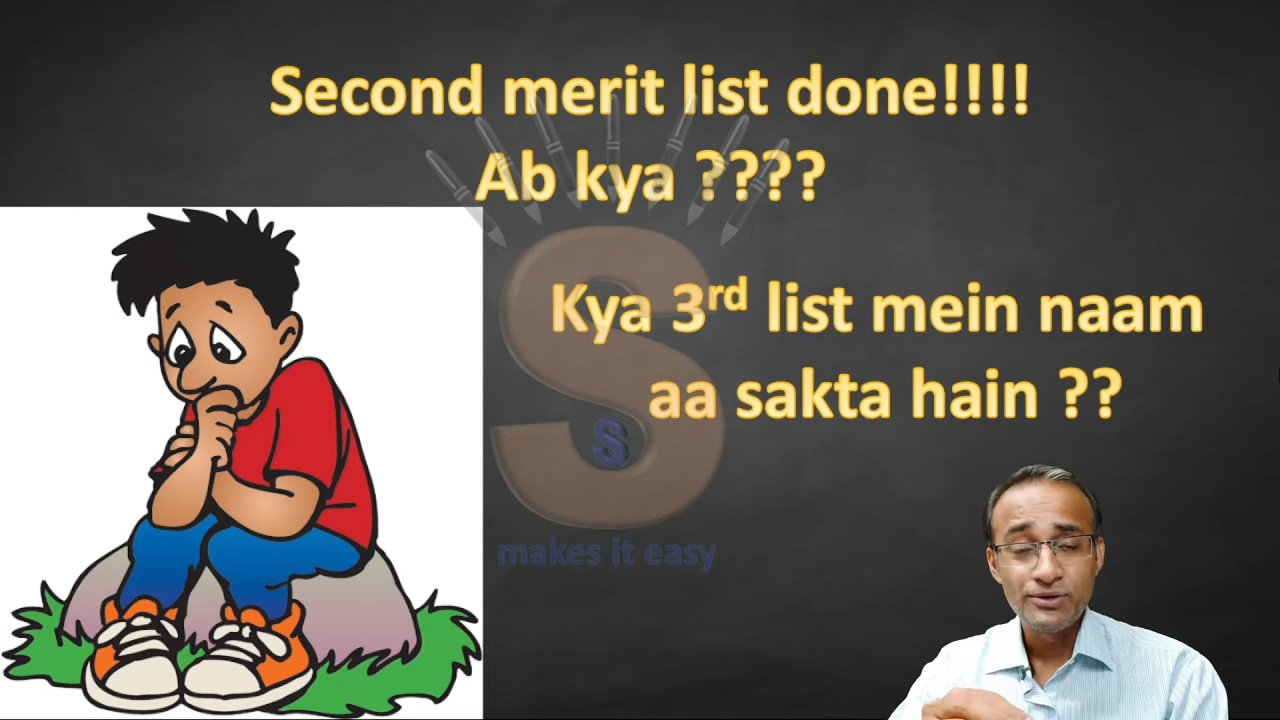 Second merit list done!!!!
Ab kya ????
Kya 3rd list mein naam
aa sakta hain ??
S
s
makes it easy